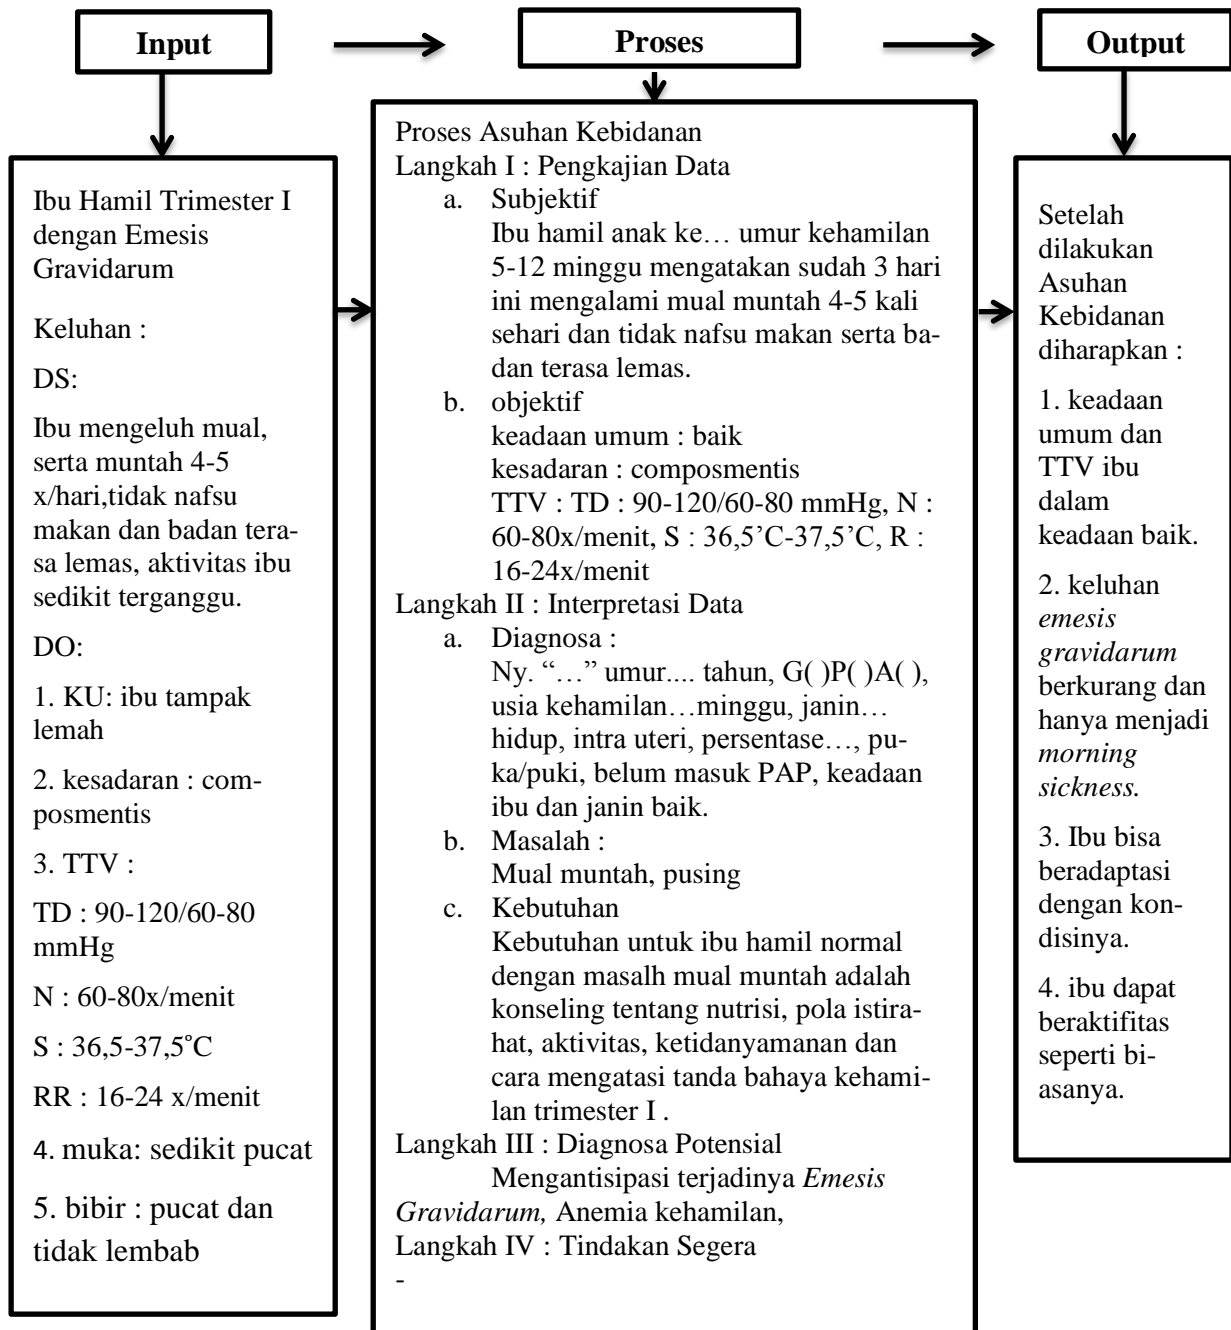 Input
Proses
Output
Ibu Hamil Trimester I
dengan Emesis
Gravidarum
Keluhan :
DS:
Ibu mengeluh mual,
serta muntah 4-5
x/hari,tidak nafsu
makan dan badan tera-
sa lemas, aktivitas ibu
sedikit terganggu.
DO:
1. KU: ibu tampak
lemah
2. kesadaran : com-
posmentis
3. TTV :
TD : 90-120/60-80
mmHg
N : 60-80x/menit
S : 36,5-37,5°C
RR : 16-24 x/menit
4. muka: sedikit pucat
5. bibir : pucat dan
tidak lembab
Proses Asuhan Kebidanan
Langkah I : Pengkajian Data
a. Subjektif
Ibu hamil anak ke… umur kehamilan
5-12 minggu mengatakan sudah 3 hari
ini mengalami mual muntah 4-5 kali
sehari dan tidak nafsu makan serta ba-
dan terasa lemas.
b. objektif
keadaan umum : baik
kesadaran : composmentis
TTV : TD : 90-120/60-80 mmHg, N :
60-80x/menit, S : 36,5’C-37,5’C, R :
16-24x/menit
Langkah II : Interpretasi Data
a. Diagnosa :
Ny. “…” umur.... tahun, G( )P( )A( ),
usia kehamilan…minggu, janin…
hidup, intra uteri, persentase…, pu-
ka/puki, belum masuk PAP, keadaan
ibu dan janin baik.
b. Masalah :
Mual muntah, pusing
c. Kebutuhan
Kebutuhan untuk ibu hamil normal
dengan masalh mual muntah adalah
konseling tentang nutrisi, pola istira-
hat, aktivitas, ketidanyamanan dan
cara mengatasi tanda bahaya kehami-
lan trimester I .
Langkah III : Diagnosa Potensial
Mengantisipasi terjadinya Emesis
Gravidarum, Anemia kehamilan,
Langkah IV : Tindakan Segera
-
Setelah
dilakukan
Asuhan
Kebidanan
diharapkan :
1. keadaan
umum dan
TTV ibu
dalam
keadaan baik.
2. keluhan
emesis
gravidarum
berkurang dan
hanya menjadi
morning
sickness.
3. Ibu bisa
beradaptasi
dengan kon-
disinya.
4. ibu dapat
beraktifitas
seperti bi-
asanya.